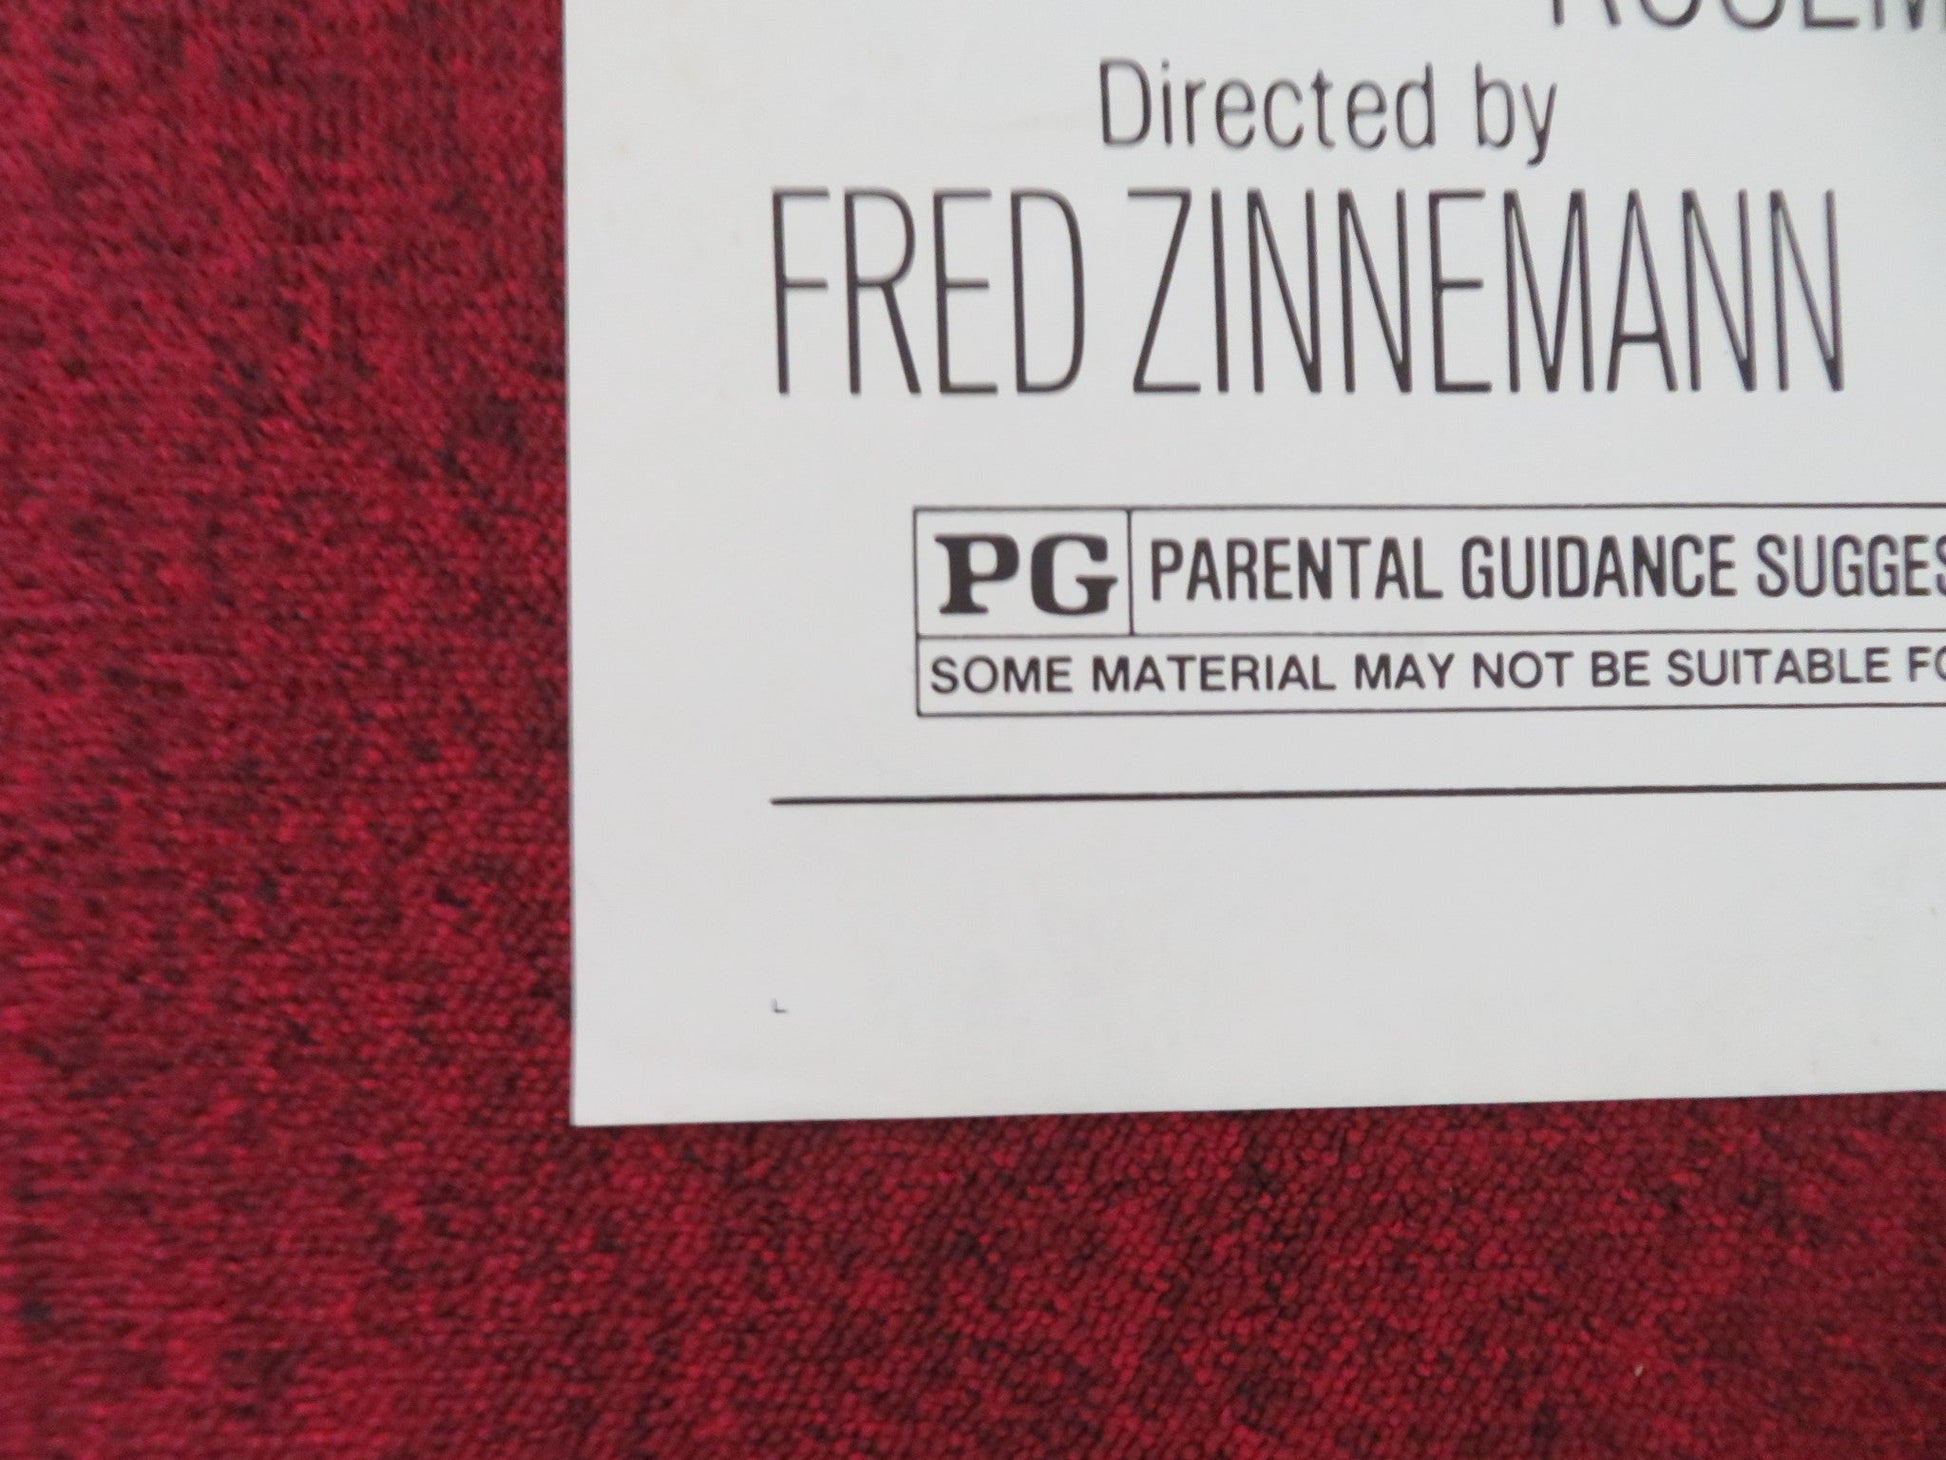 Directed by
FRED ZINNEMANN
PG PARENTAL GUIDANCE SUGGES
SOME MATERIAL MAY NOT BE SUITABLE FO